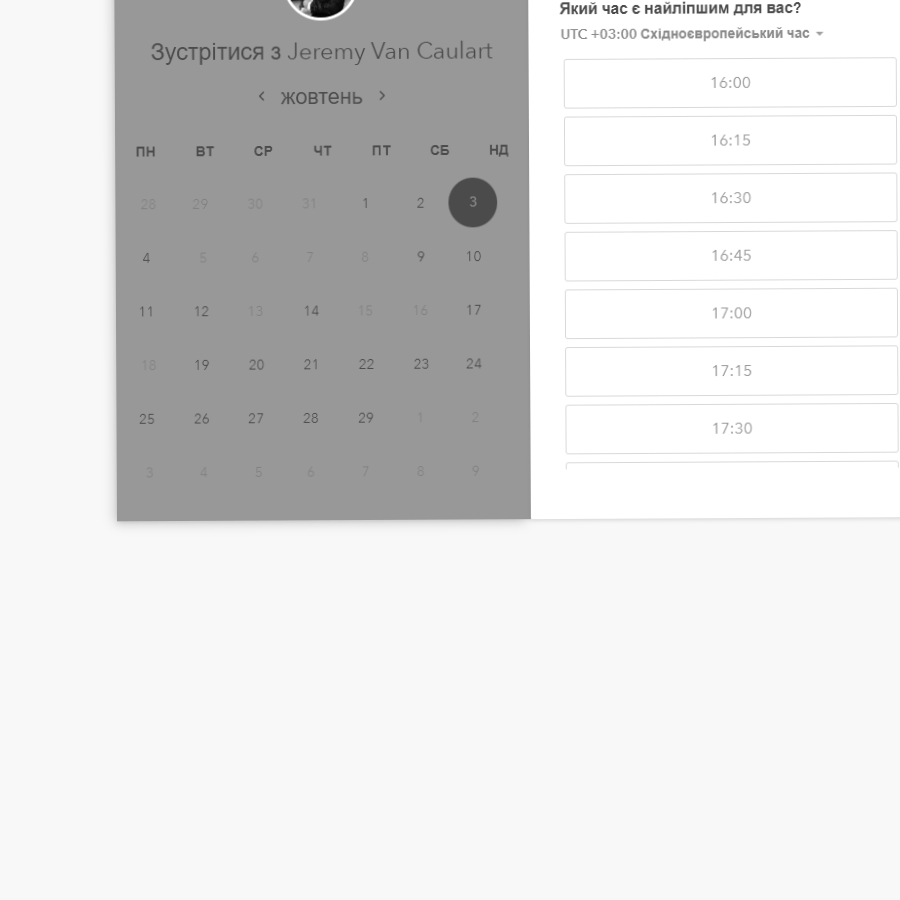 Зустрітися з Jeremy Van Caulart
жовтень
ПН ВТ СР ЧТ ПТ СБ НД
28 29 30 31 1 2 3
4 5 6 7 8 9 10
11 12 13 14 15 16 17
18 19 20 21 22 23 24
25 26 27 28 29 1 2
3 4 5 6 7 8 9
Який час є найліпшим для вас?
UTC +03:00 Східноєвропейський час
16:00
16:15
16:30
16:45
17:00
17:15
17:30